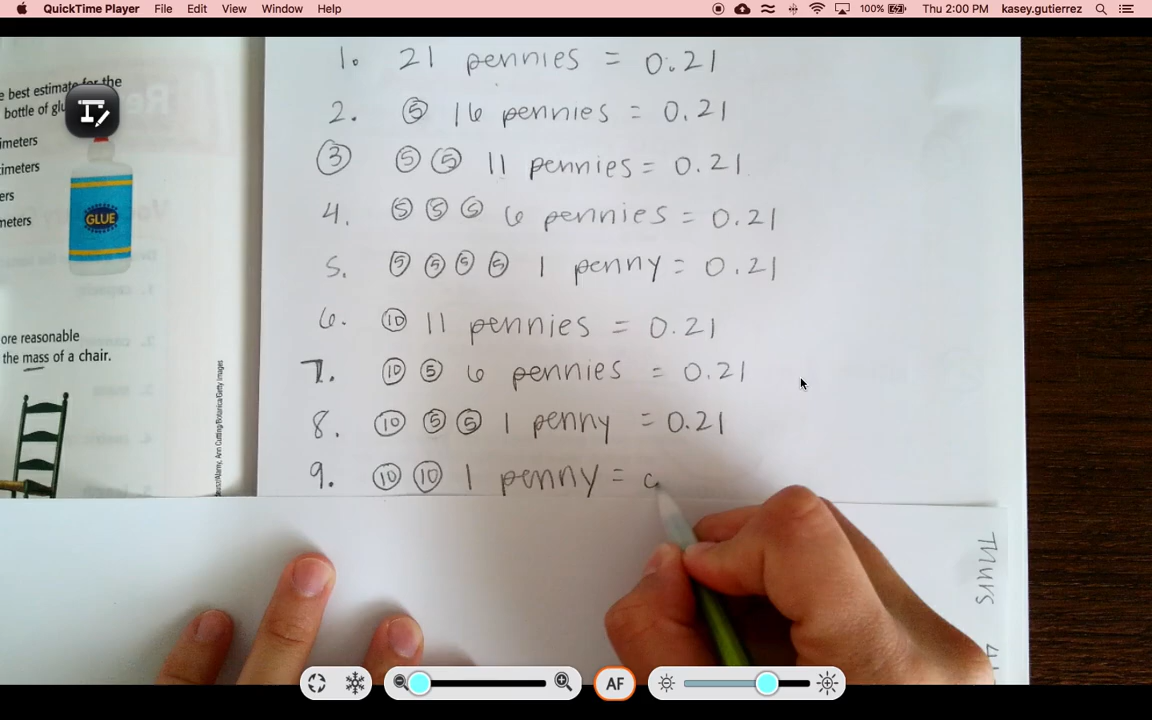 QuickTime Player File Edit View Window Help 100% Thu 2:00 PM kasey.gutierrez
e best estimate for the
bottle of glu
imeters
timeters
ers
meters
GLUE
ore reasonable
the mass of a chair.
1. 21 pennies = 0.21
2. ⑤ 16 pennies = 0.21
③ ⑤ ⑤ 11 pennies = 0.21
4. ⑤ ⑤ ⑤ 6 pennies = 0.21
5. ⑤ ⑤ ⑤ ⑤ 1 penny = 0.21
6. ⑩ 11 pennies = 0.21
7. ⑩ ⑤ 6 pennies = 0.21
8. ⑩ ⑤ ⑤ 1 penny = 0.21
9. ⑩ ⑩ 1 penny = 0
Thurs
AF